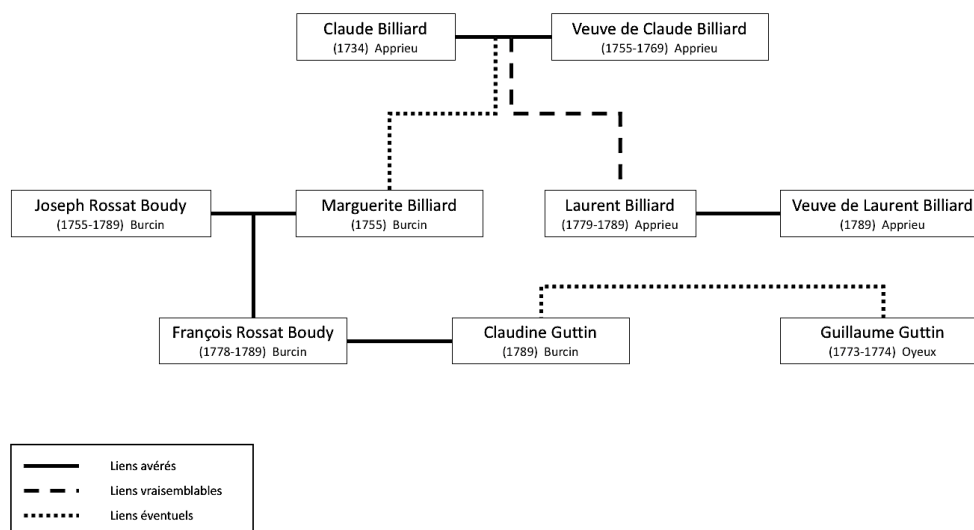 Claude Billiard
(1734) Apprieu
Veuve de Claude Billiard
(1755-1769) Apprieu
Joseph Rossat Boudy
(1755-1789) Burcin
Marguerite Billiard
(1755) Burcin
Laurent Billiard
(1779-1789) Apprieu
Veuve de Laurent Billiard
(1789) Apprieu
François Rossat Boudy
(1778-1789) Burcin
Claudine Guttin
(1789) Burcin
Guillaume Guttin
(1773-1774) Oyeux
Liens avérés
Liens vraisemblables
Liens éventuels